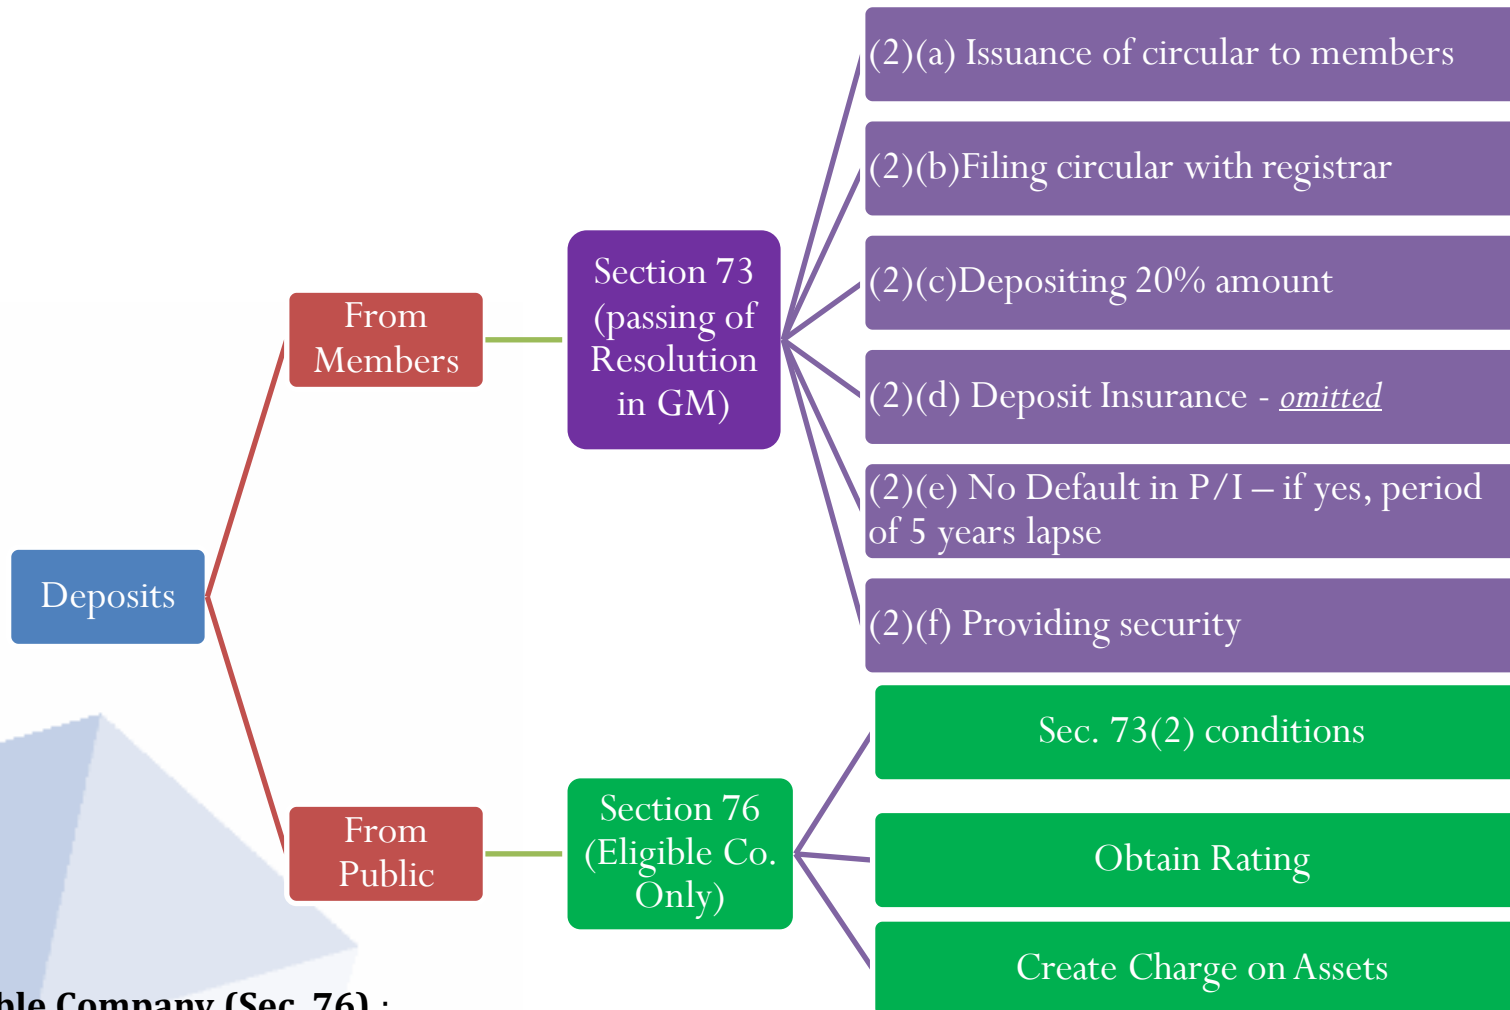 Deposits
From
Members
Section 73
(passing of
Resolution
in GM)
(2)(a) Issuance of circular to members
(2)(b)Filing circular with registrar
(2)(c)Depositing 20% amount
(2)(d) Deposit Insurance - omitted
(2)(e) No Default in P/I – if yes, period
of 5 years lapse
(2)(f) Providing security
From
Public
Section 76
(Eligible Co.
Only)
Sec. 73(2) conditions
Obtain Rating
Create Charge on Assets
Company (Sec. 76) :